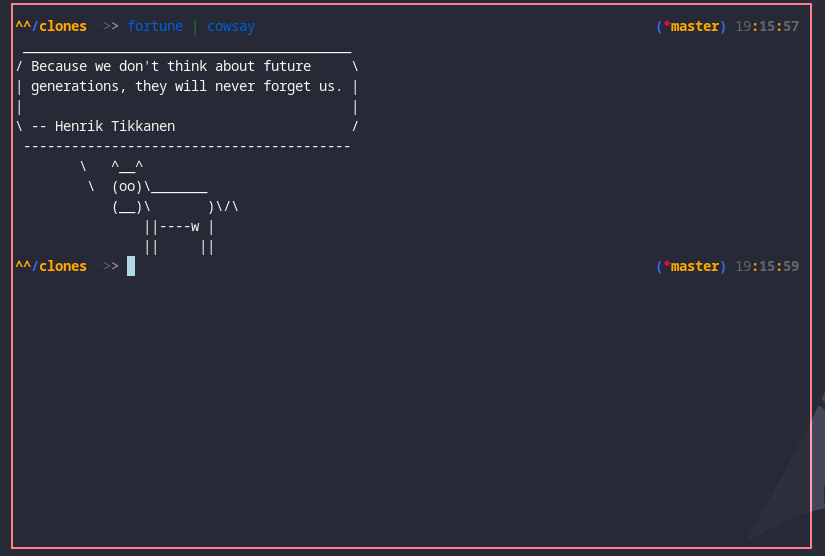 ^^/clones >>> fortune | cowsay (*master) 19:15:57
 _________________________________________
/ Because we don't think about future     \
| generations, they will never forget us. |
|                                         |
\ -- Henrik Tikkanen                      /
 -----------------------------------------
        \   ^__^
         \  (oo)\_______
            (__)\       )\/\
                ||----w |
                ||     ||
^^/clones >>> (*master) 19:15:59